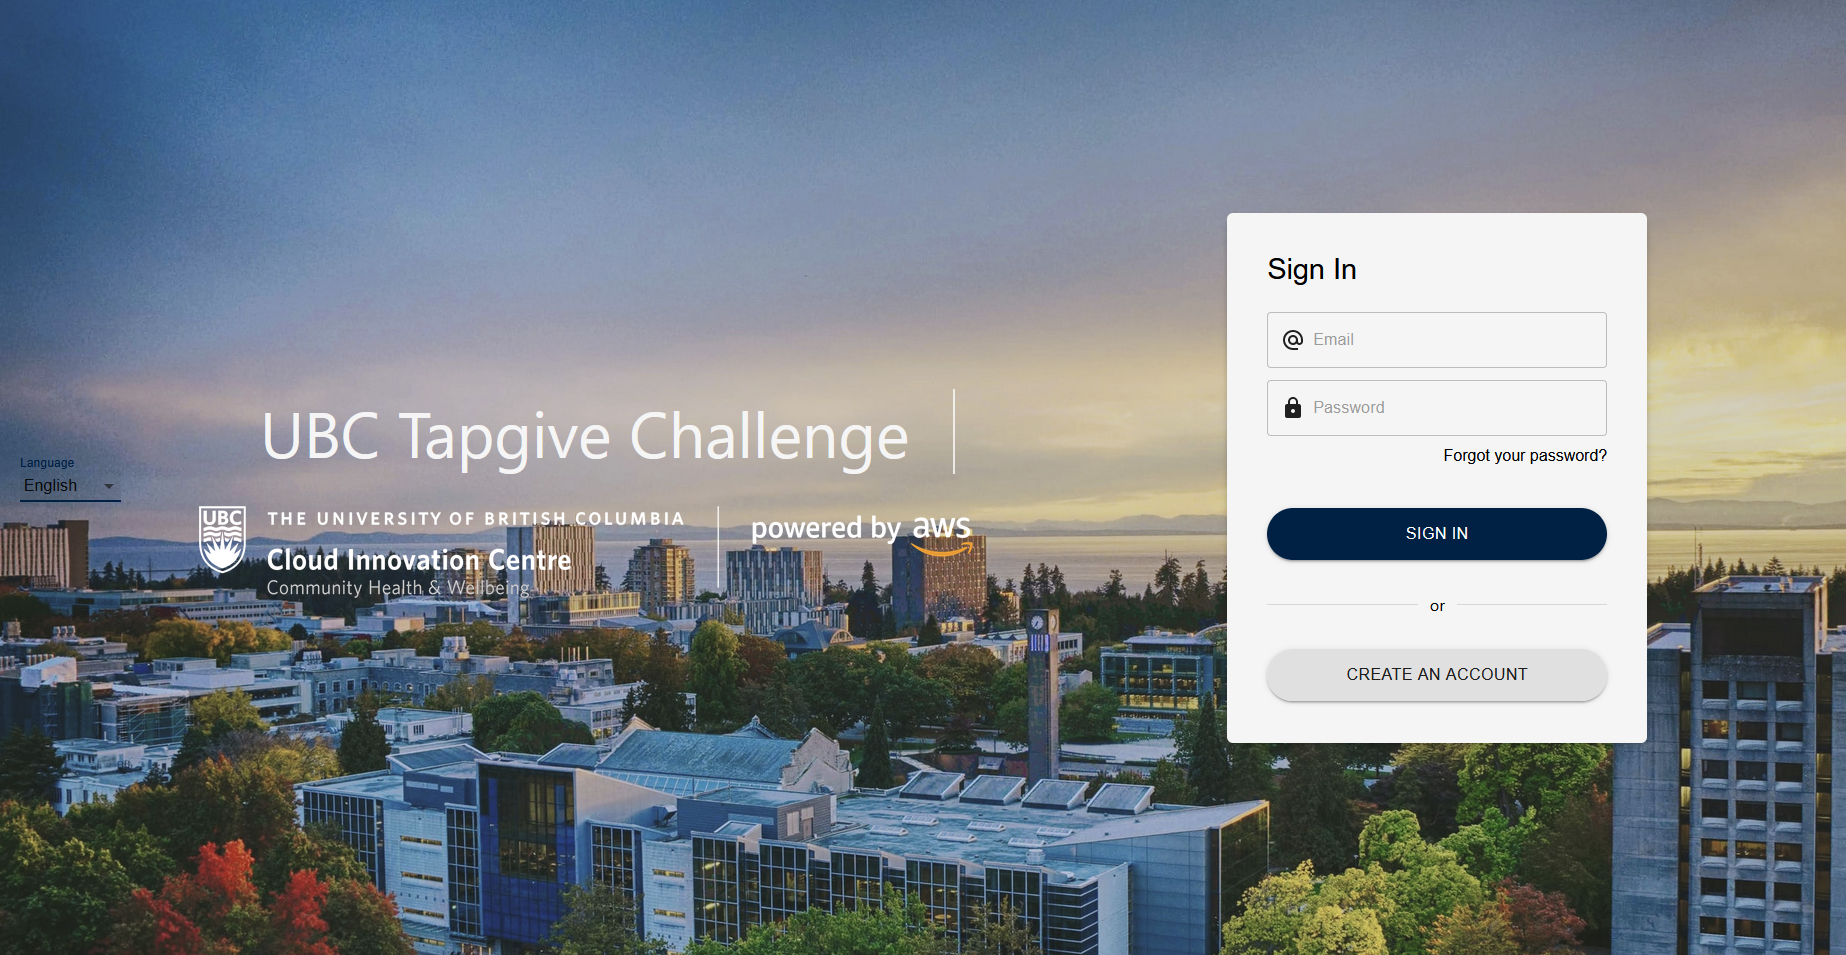 UBC Tapgive Challenge
Language
English
UBC
THE UNIVERSITY OF BRITISH COLUMBIA
Cloud Innovation Centre
Community Health & Wellbeing
powered by aws
Sign In
Email
Password
Forgot your password?
SIGN IN
or
CREATE AN ACCOUNT